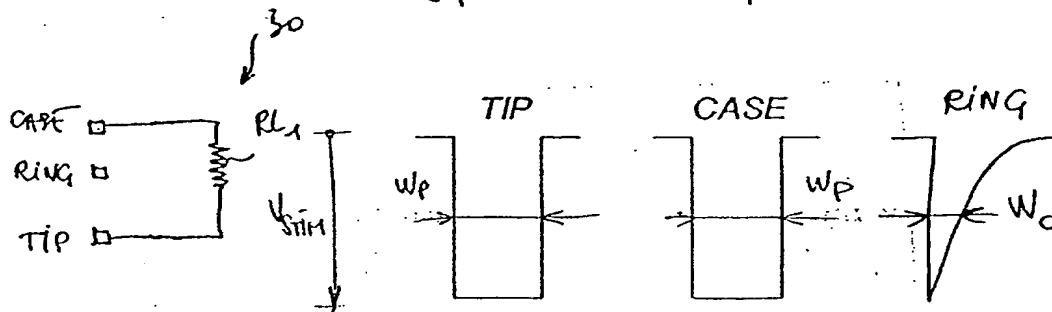 30
TIP CASE RING
CASE RL1
RING Wp Wp Wc
VSTIM
TIP